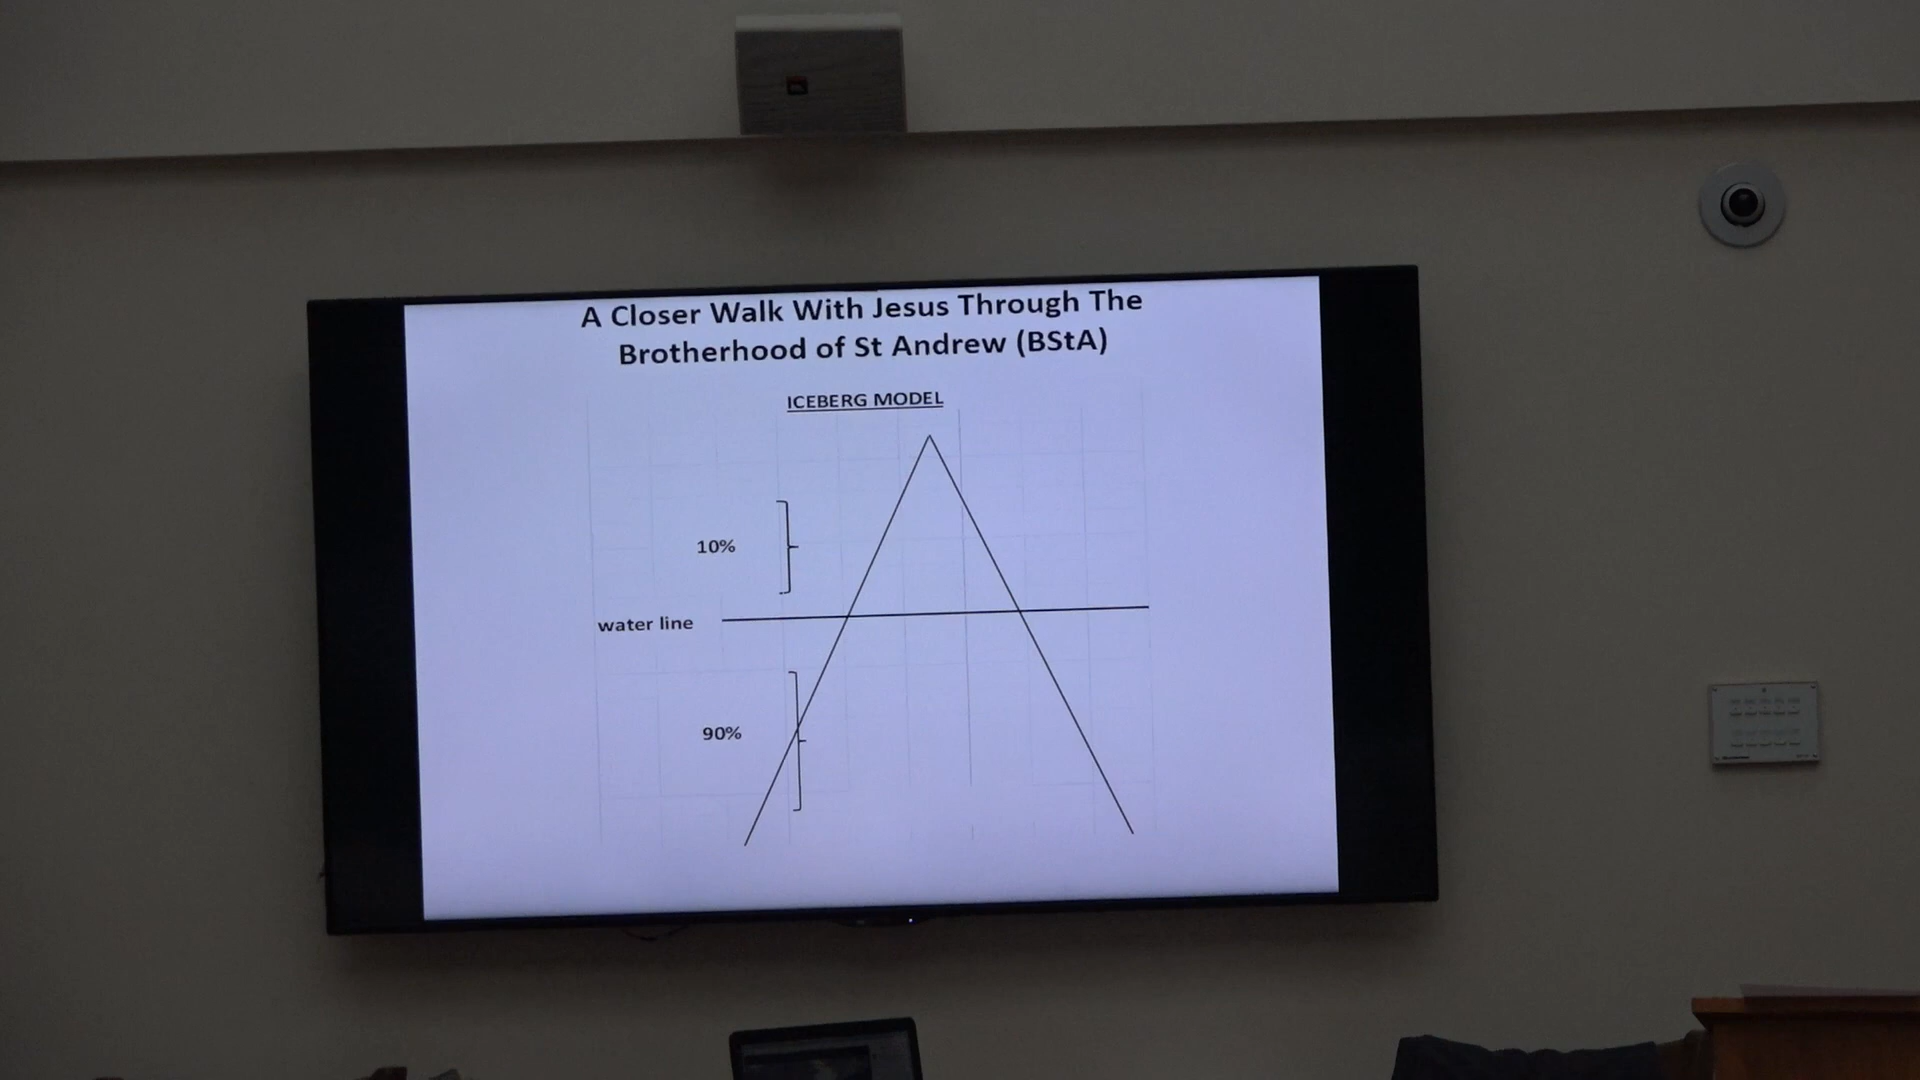 A Closer Walk With Jesus Through The
Brotherhood of St Andrew (BStA)
ICEBERG MODEL
10%
water line
90%